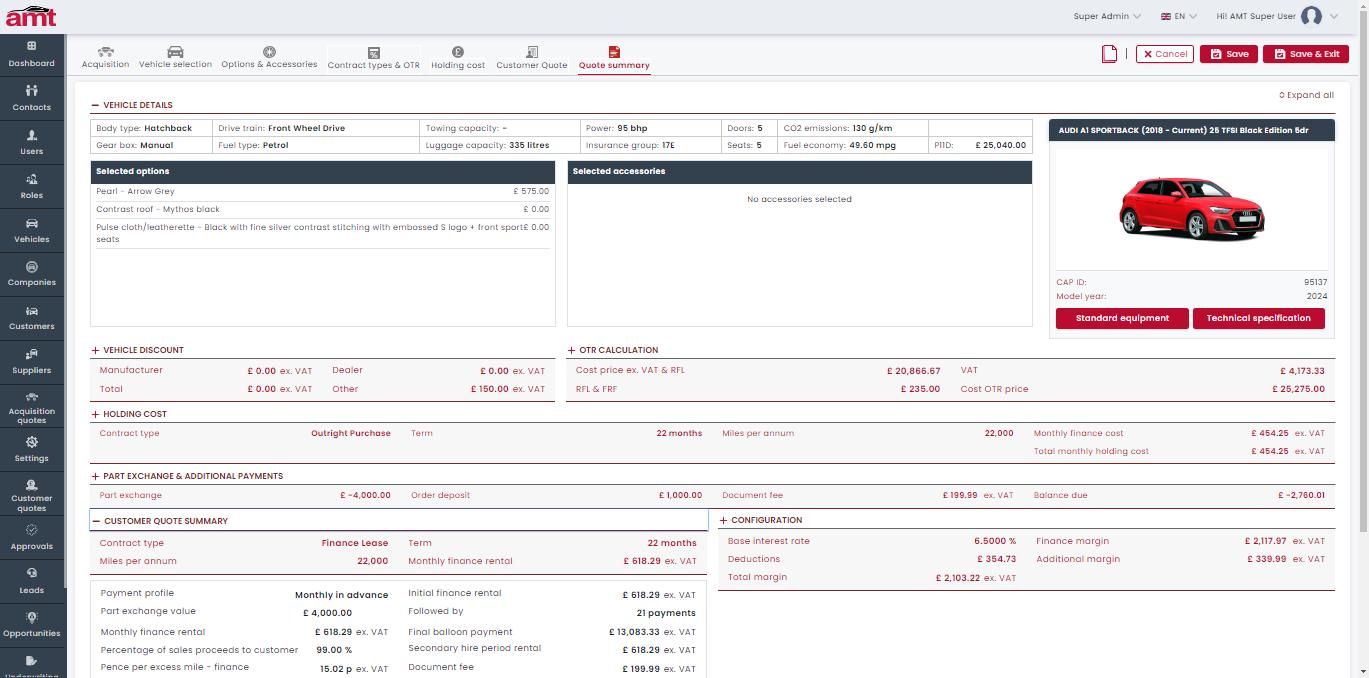 amt
Super Admin
EN
Hi! AMT Super User
Dashboard
Contacts
Users
Roles
Vehicles
Companies
Customers
Suppliers
Acquisition
quotes
Settings
Customer
quotes
Approvals
Leads
Opportunities
Underwriting
Acquisition
Vehicle selection
Options & Accessories
Contract types & OTR
Holding cost
Customer Quote
Quote summary
Cancel
Save
Save & Exit
Expand all
VEHICLE DETAILS
Body type: Hatchback Drive train: Front Wheel Drive Towing capacity: - Power: 95 bhp Doors: 5 CO2 emissions: 130 g/km
Gear box: Manual Fuel type: Petrol Luggage capacity: 335 litres Insurance group: 17E Seats: 5 Fuel economy: 49.60 mpg P11D: £ 25,040.00
Selected options
Pearl - Arrow Grey £ 575.00
Contrast roof - Mythos black £ 0.00
Pulse cloth/leatherette - Black with fine silver contrast stitching with embossed S logo + front sport £ 0.00
seats
Selected accessories
No accessories selected
AUDI A1 SPORTBACK (2018 - Current) 25 TFSI Black Edition 5dr
CAP ID: 95137
Model year: 2024
Standard equipment
Technical specification
VEHICLE DISCOUNT
Manufacturer £ 0.00 ex. VAT Dealer £ 0.00 ex. VAT
Total £ 0.00 ex. VAT Other £ 150.00 ex. VAT
OTR CALCULATION
Cost price ex. VAT & RFL £ 20,866.67 VAT £ 4,173.33
RFL & FRF £ 235.00 Cost OTR price £ 25,275.00
HOLDING COST
Contract type Outright Purchase Term 22 months Miles per annum 22,000 Monthly finance cost £ 454.25 ex. VAT
Total monthly holding cost £ 454.25 ex. VAT
PART EXCHANGE & ADDITIONAL PAYMENTS
Part exchange £ -4,000.00 Order deposit £ 1,000.00 Document fee £ 199.99 ex. VAT Balance due £ -2,760.01
CUSTOMER QUOTE SUMMARY
Contract type Finance Lease Term 22 months
Miles per annum 22,000 Monthly finance rental £ 618.29 ex. VAT
Payment profile Monthly in advance Initial finance rental £ 618.29 ex. VAT
Part exchange value £ 4,000.00 Followed by 21 payments
Monthly finance rental £ 618.29 ex. VAT Final balloon payment £ 13,083.33 ex. VAT
Percentage of sales proceeds to customer 99.00 % Secondary hire period rental £ 618.29 ex. VAT
Pence per excess mile - finance 15.02 p ex. VAT Document fee £ 199.99 ex. VAT
CONFIGURATION
Base interest rate 6.5000 % Finance margin £ 2,117.97 ex. VAT
Deductions £ 354.73 Additional margin £ 339.99 ex. VAT
Total margin £ 2,103.22 ex. VAT